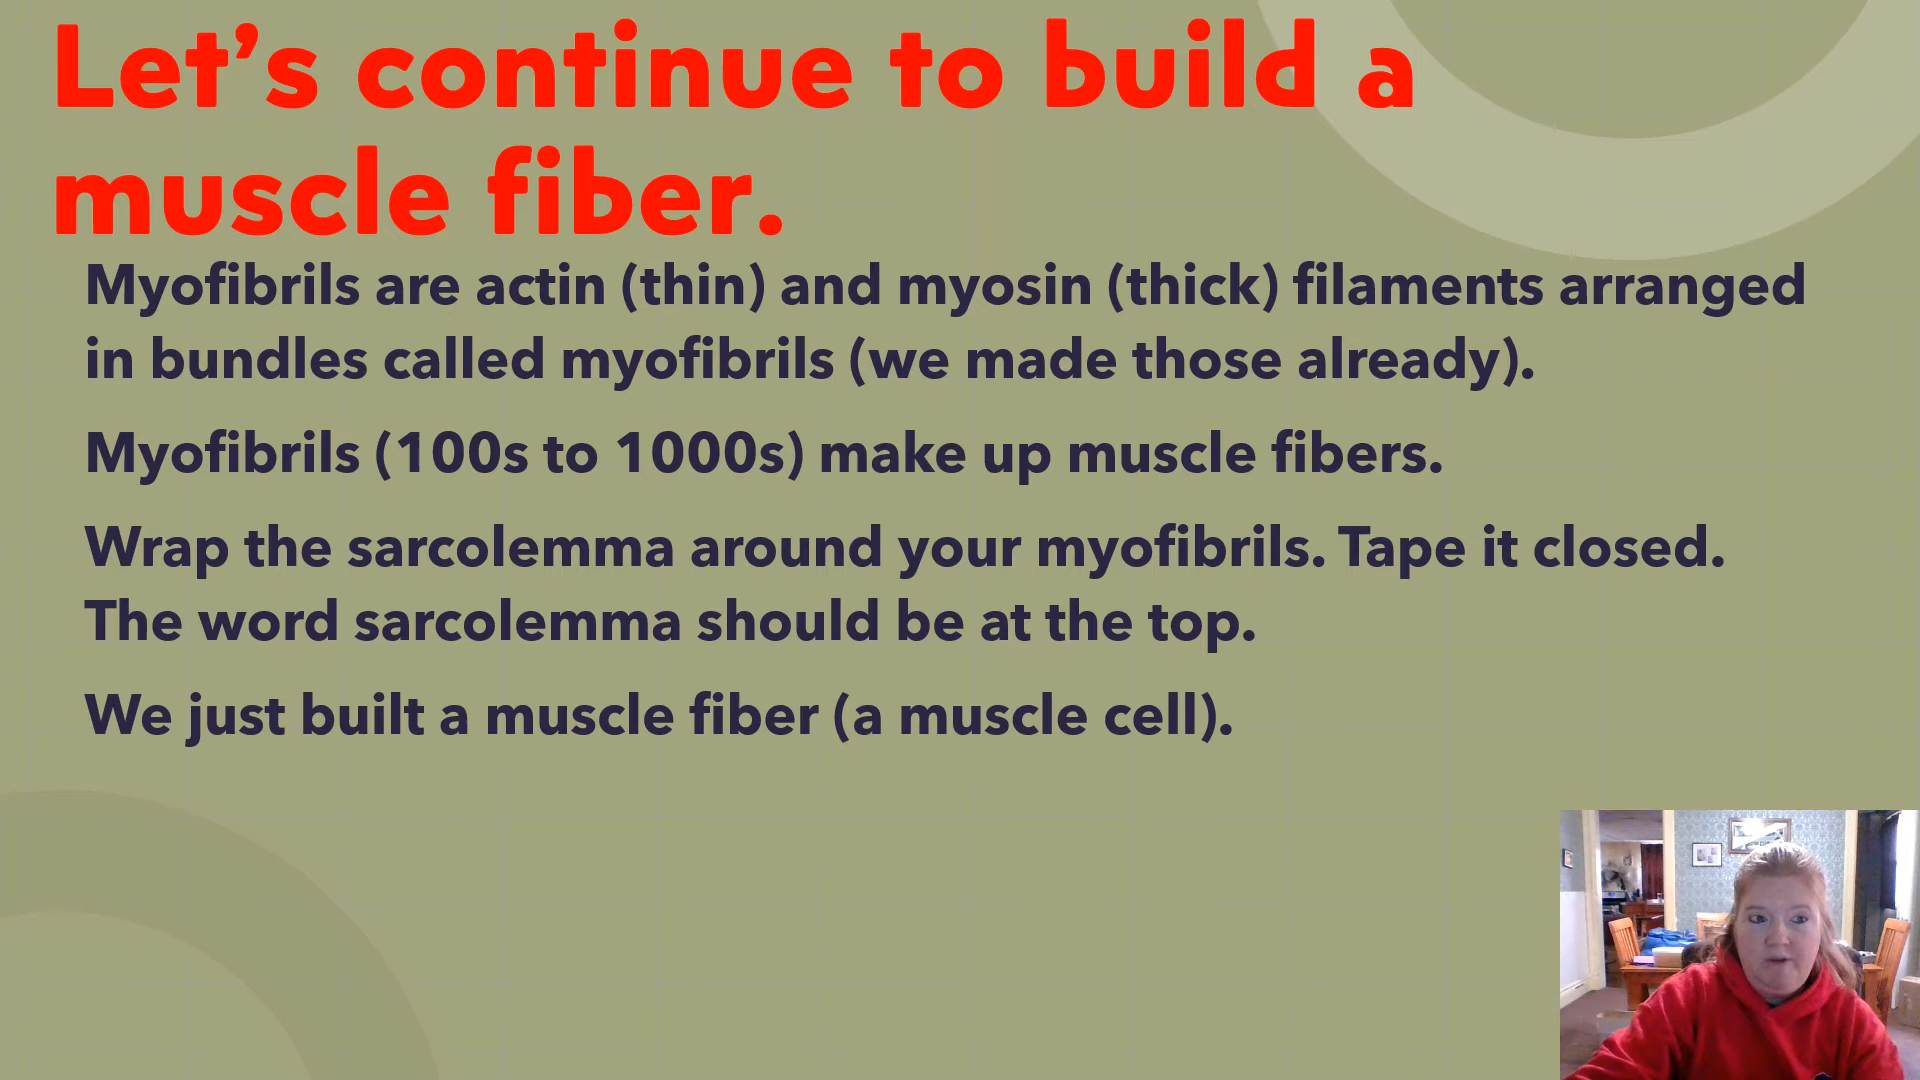 Let’s continue to build a
muscle fiber.
Myofibrils are actin (thin) and myosin (thick) filaments arranged
in bundles called myofibrils (we made those already).
Myofibrils (100s to 1000s) make up muscle fibers.
Wrap the sarcolemma around your myofibrils. Tape it closed.
The word sarcolemma should be at the top.
We just built a muscle fiber (a muscle cell).